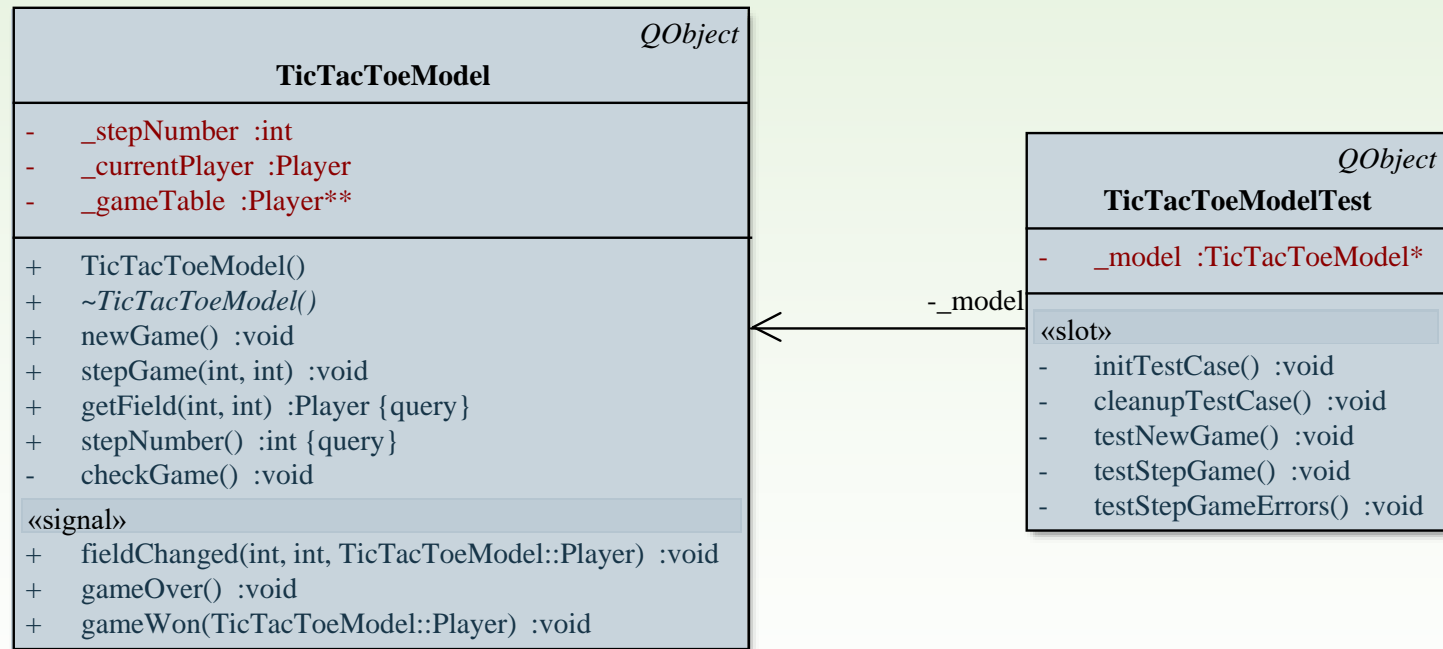 QObject
TicTacToeModel
- _stepNumber :int
- _currentPlayer :Player
- _gameTable :Player**
+ TicTacToeModel()
+ ~TicTacToeModel()
+ newGame() :void
+ stepGame(int, int) :void
+ getField(int, int) :Player {query}
+ stepNumber() :int {query}
- checkGame() :void
«signal»
+ fieldChanged(int, int, TicTacToeModel::Player) :void
+ gameOver() :void
+ gameWon(TicTacToeModel::Player) :void
-_model
QObject
TicTacToeModelTest
- _model :TicTacToeModel*
«slot»
- initTestCase() :void
- cleanupTestCase() :void
- testNewGame() :void
- testStepGame() :void
- testStepGameErrors() :void